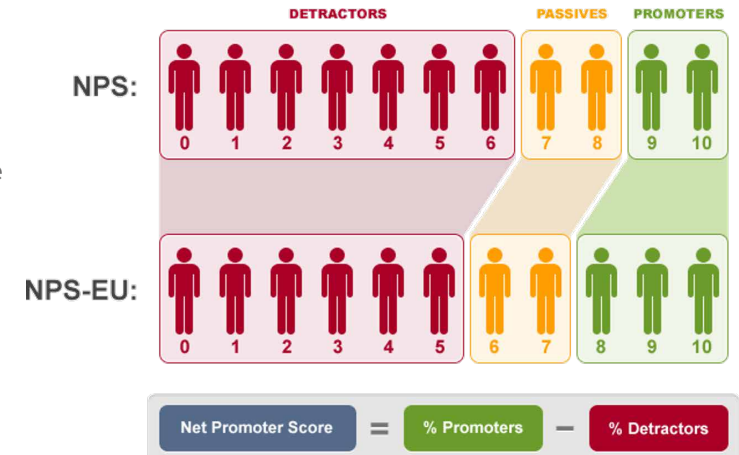 DETRACTORS PASSIVES PROMOTERS
NPS:
0 1 2 3 4 5 6 7 8 9 10
e
NPS-EU:
0 1 2 3 4 5 6 7 8 9 10
Net Promoter Score = % Promoters – % Detractors